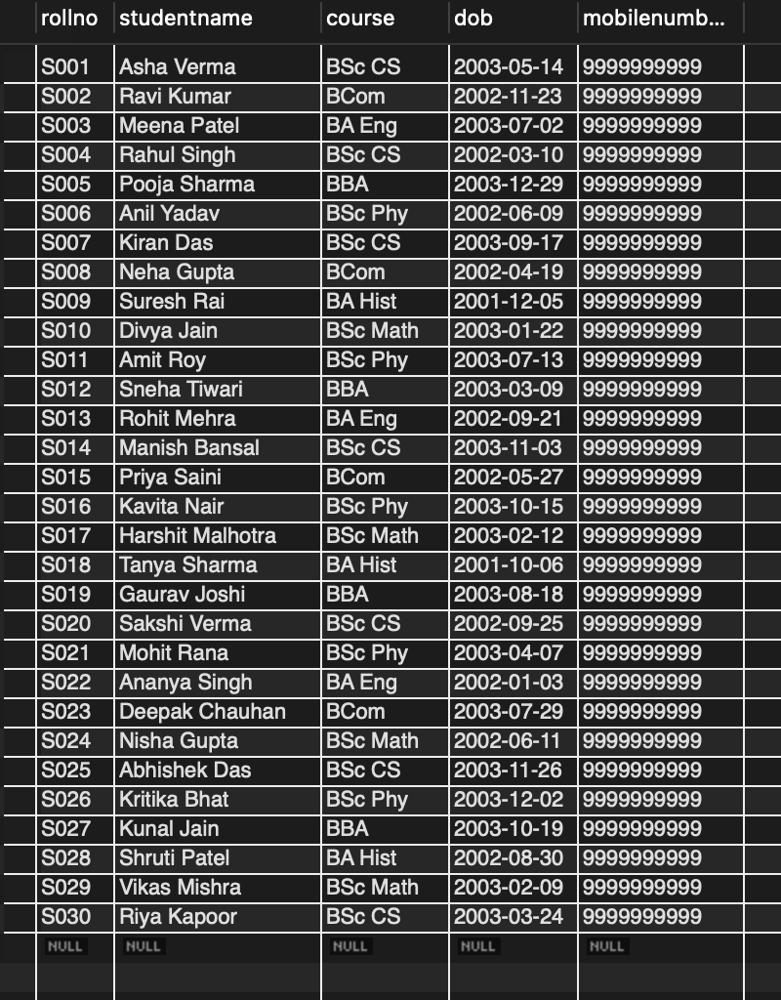 rollno studentname course dob mobilenumb...
S001 Asha Verma BSc CS 2003-05-14 9999999999
S002 Ravi Kumar BCom 2002-11-23 9999999999
S003 Meena Patel BA Eng 2003-07-02 9999999999
S004 Rahul Singh BSc CS 2002-03-10 9999999999
S005 Pooja Sharma BBA 2003-12-29 9999999999
S006 Anil Yadav BSc Phy 2002-06-09 9999999999
S007 Kiran Das BSc CS 2003-09-17 9999999999
S008 Neha Gupta BCom 2002-04-19 9999999999
S009 Suresh Rai BA Hist 2001-12-05 9999999999
S010 Divya Jain BSc Math 2003-01-22 9999999999
S011 Amit Roy BSc Phy 2003-07-13 9999999999
S012 Sneha Tiwari BBA 2003-03-09 9999999999
S013 Rohit Mehra BA Eng 2002-09-21 9999999999
S014 Manish Bansal BSc CS 2003-11-03 9999999999
S015 Priya Saini BCom 2002-05-27 9999999999
S016 Kavita Nair BSc Phy 2003-10-15 9999999999
S017 Harshit Malhotra BSc Math 2003-02-12 9999999999
S018 Tanya Sharma BA Hist 2001-10-06 9999999999
S019 Gaurav Joshi BBA 2003-08-18 9999999999
S020 Sakshi Verma BSc CS 2002-09-25 9999999999
S021 Mohit Rana BSc Phy 2003-04-07 9999999999
S022 Ananya Singh BA Eng 2002-01-03 9999999999
S023 Deepak Chauhan BCom 2003-07-29 9999999999
S024 Nisha Gupta BSc Math 2002-06-11 9999999999
S025 Abhishek Das BSc CS 2003-11-26 9999999999
S026 Kritika Bhat BSc Phy 2003-12-02 9999999999
S027 Kunal Jain BBA 2003-10-19 9999999999
S028 Shruti Patel BA Hist 2002-08-30 9999999999
S029 Vikas Mishra BSc Math 2003-02-09 9999999999
S030 Riya Kapoor BSc CS 2003-03-24 9999999999
NULL NULL NULL NULL NULL